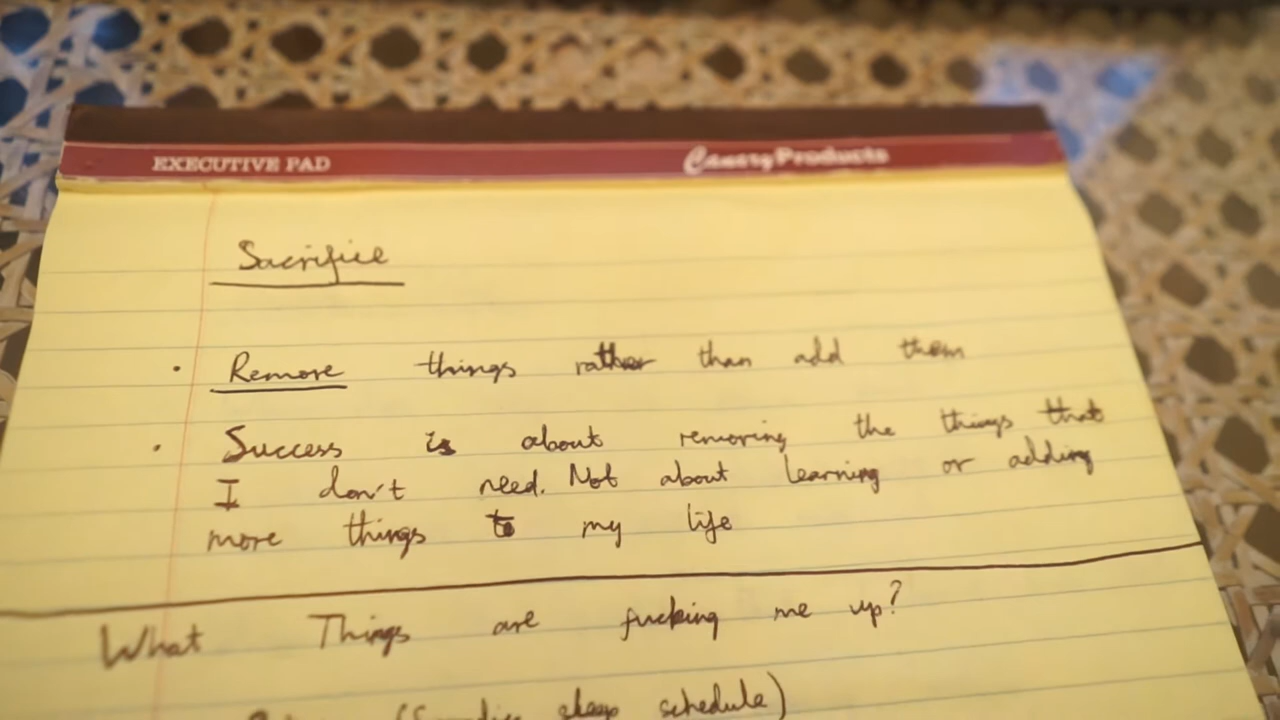 EXECUTIVE PAD Canary Products
Sacrifice
· Remove things rather than add them
· Success is about removing the things that
I don't need. Not about learning or adding
more things to my life
What Things are fucking me up?
sleep schedule)